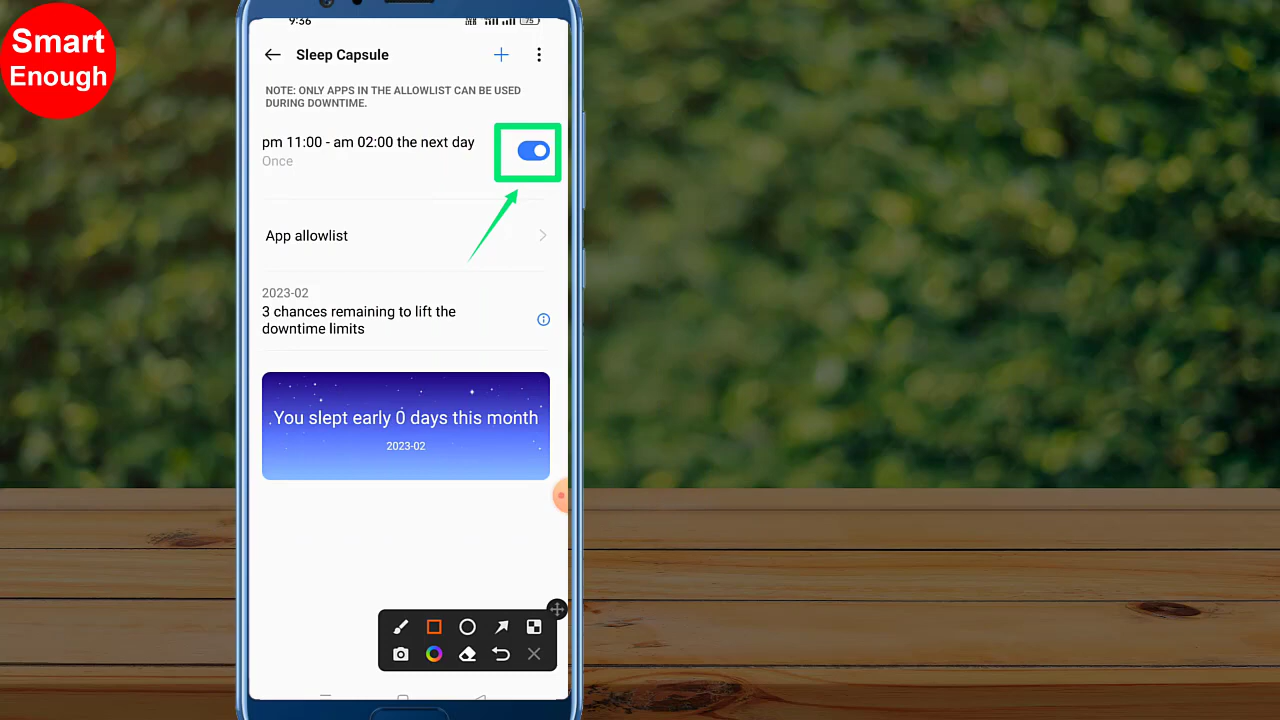 Smart
Enough
9:36
75
Sleep Capsule
NOTE: ONLY APPS IN THE ALLOWLIST CAN BE USED
DURING DOWNTIME.
pm 11:00 - am 02:00 the next day
Once
App allowlist
2023-02
3 chances remaining to lift the
downtime limits
You slept early 0 days this month
2023-02